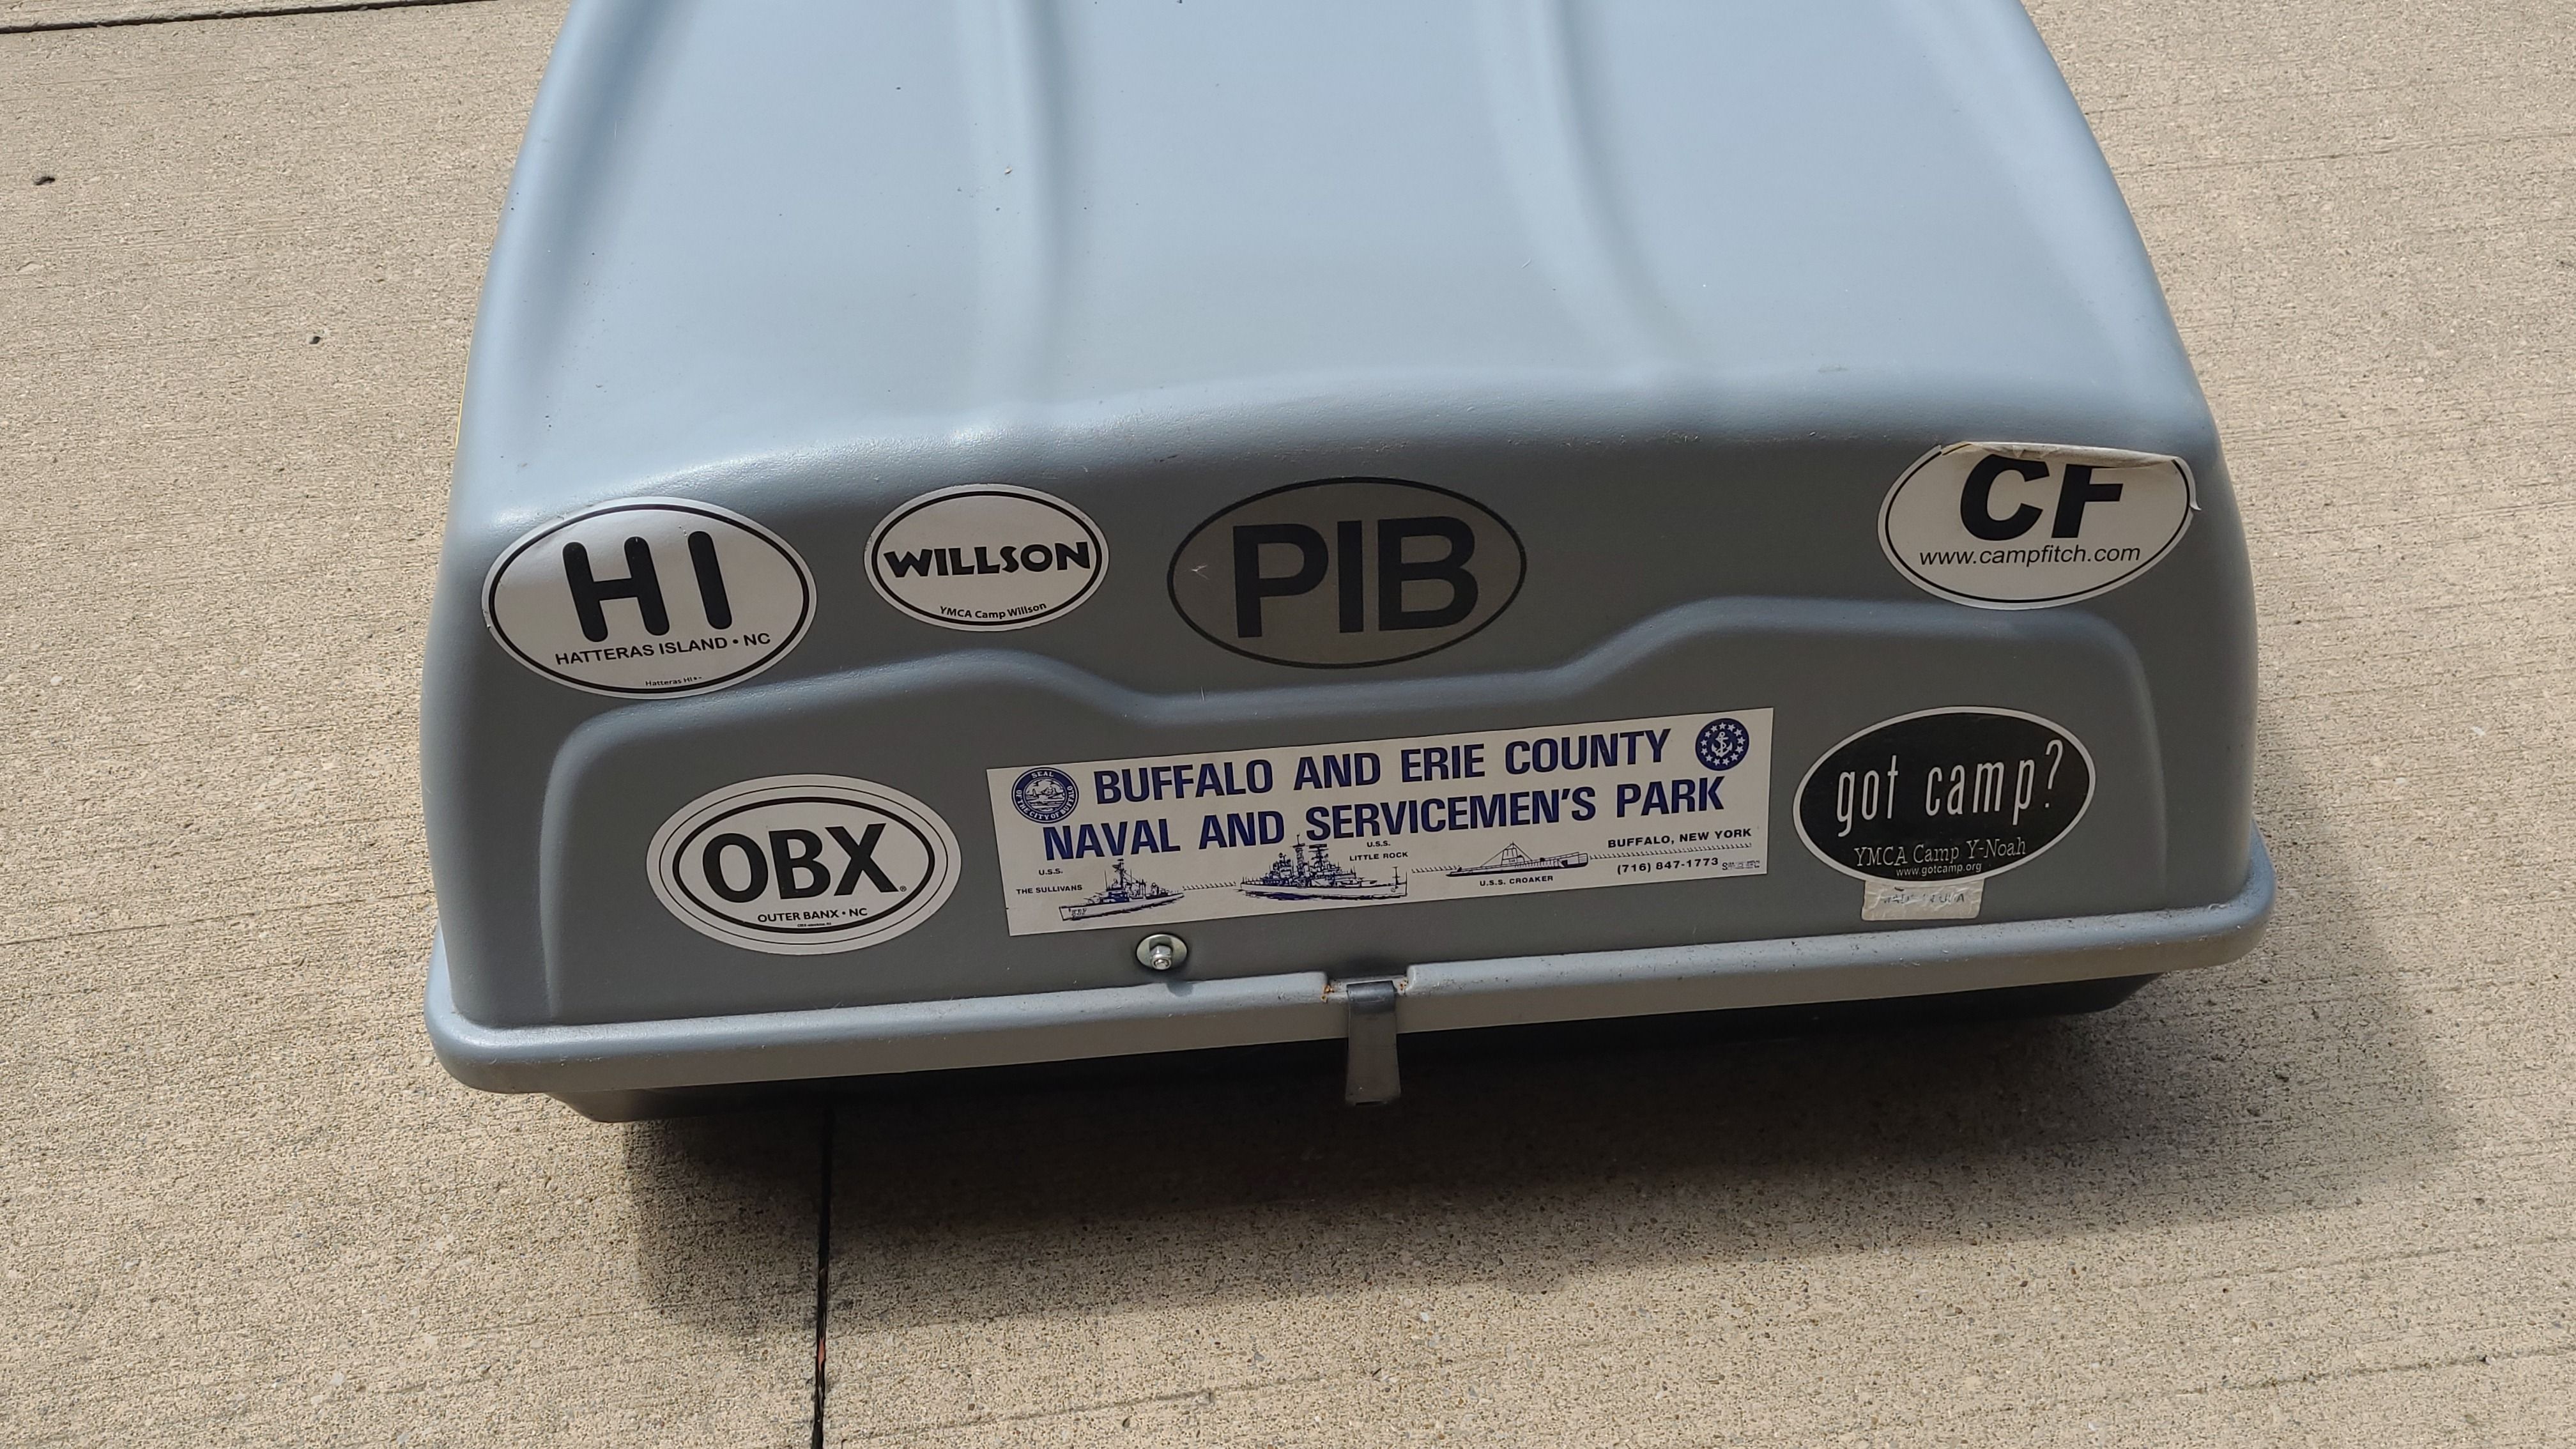 HI
HATTERAS ISLAND • NC
WILLSON
YMCA Camp Willson
PIB
CF
www.campfitch.com
OBX®
OUTER BANX • NC
BUFFALO AND ERIE COUNTY
NAVAL AND SERVICEMEN'S PARK
U.S.S.
THE SULLIVANS
U.S.S.
LITTLE ROCK
U.S.S. CROAKER
BUFFALO, NEW YORK
(716) 847-1773
got camp?
YMCA Camp Y-Noah
www.gotcamp.org